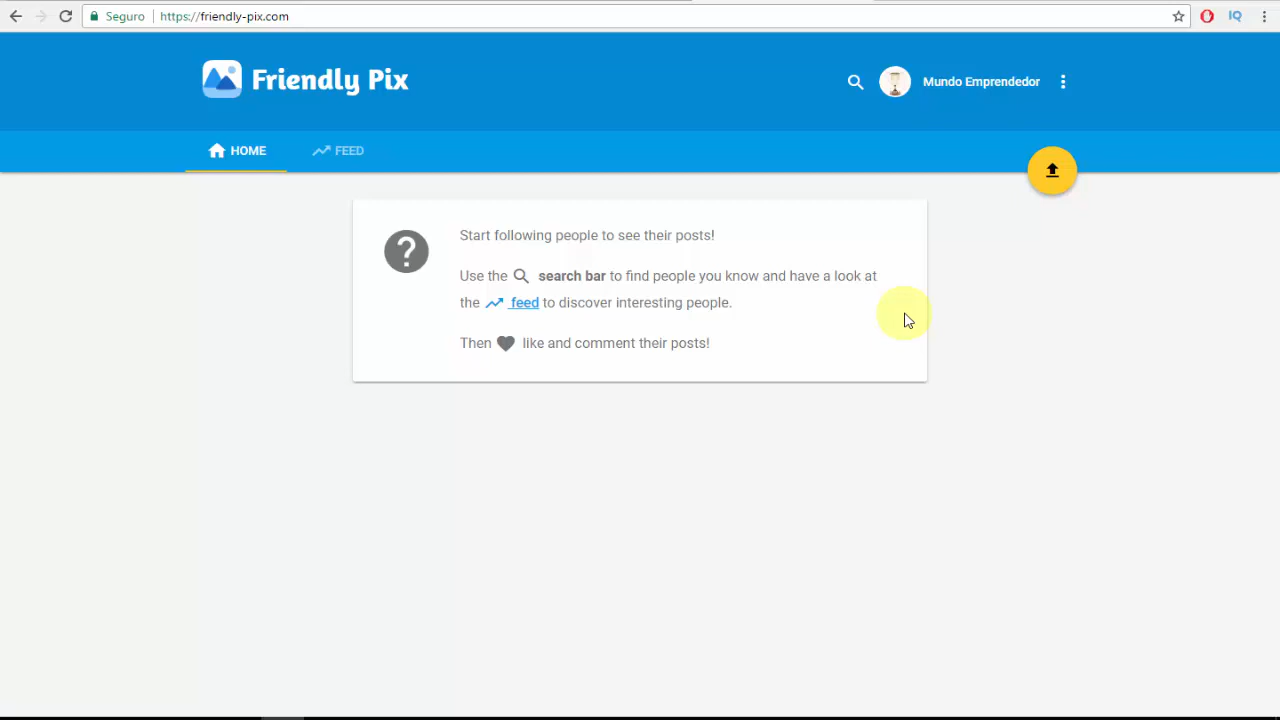 Seguro https://friendly-pix.com IQ
Friendly Pix
Mundo Emprendedor
HOME FEED
Start following people to see their posts!
Use the search bar to find people you know and have a look at
the feed to discover interesting people.
Then like and comment their posts!